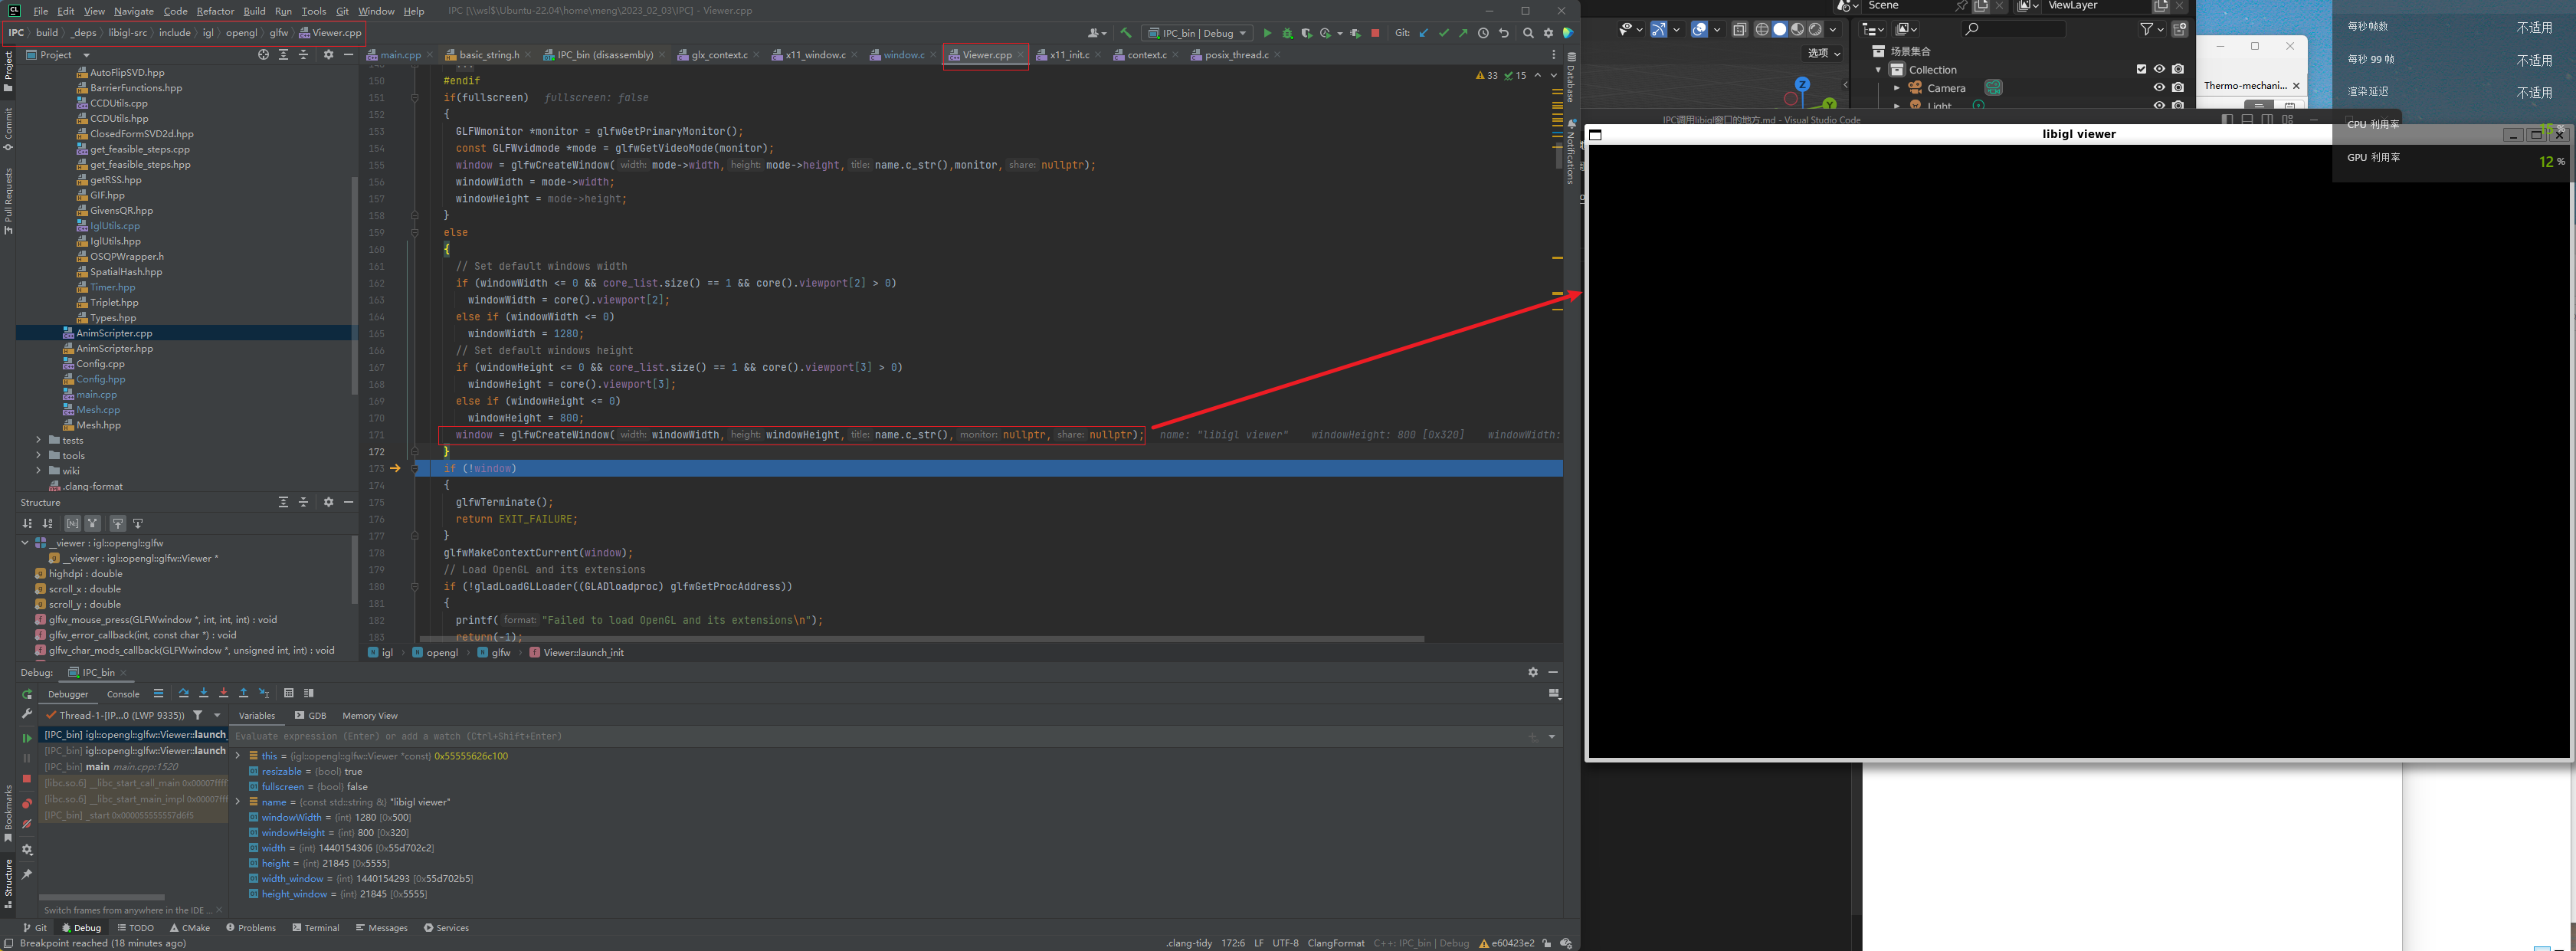 File Edit View Navigate Code Refactor Build Run Tools Git Window Help IPC [\\wsl$\Ubuntu-22.04\home\meng\2023_02_03\IPC] - Viewer.cpp
IPC build _deps libigl-src include igl opengl glfw Viewer.cpp
IPC_bin | Debug Git:
Project
main.cpp basic_string.h IPC_bin (disassembly) glx_context.c x11_window.c window.c Viewer.cpp x11_init.c context.c posix_thread.c
AutoFlipSVD.hpp
BarrierFunctions.hpp
CCDUtils.cpp
CCDUtils.hpp
ClosedFormSVD2d.hpp
get_feasible_steps.cpp
get_feasible_steps.hpp
getRSS.hpp
GIF.hpp
GivensQR.hpp
IglUtils.cpp
IglUtils.hpp
OSQPWrapper.h
SpatialHash.hpp
Timer.hpp
Triplet.hpp
Types.hpp
AnimScripter.cpp
AnimScripter.hpp
Config.cpp
Config.hpp
main.cpp
Mesh.cpp
Mesh.hpp
tests
tools
wiki
.clang-format
33 15
150 #endif
151 if(fullscreen) fullscreen: false
152 {
153 GLFWmonitor *monitor = glfwGetPrimaryMonitor();
154 const GLFWvidmode *mode = glfwGetVideoMode(monitor);
155 window = glfwCreateWindow( width: mode->width, height: mode->height, title: name.c_str(),monitor, share: nullptr);
156 windowWidth = mode->width;
157 windowHeight = mode->height;
158 }
159 else
160 {
161 // Set default windows width
162 if (windowWidth <= 0 && core_list.size() == 1 && core().viewport[2] > 0)
163 windowWidth = core().viewport[2];
164 else if (windowWidth <= 0)
165 windowWidth = 1280;
166 // Set default windows height
167 if (windowHeight <= 0 && core_list.size() == 1 && core().viewport[3] > 0)
168 windowHeight = core().viewport[3];
169 else if (windowHeight <= 0)
170 windowHeight = 800;
171 window = glfwCreateWindow( width: windowWidth, height: windowHeight, title: name.c_str(), monitor: nullptr, share: nullptr); name: "libigl viewer" windowHeight: 800 [0x320] windowWidth:
172 }
173 if (!window)
174 {
175 glfwTerminate();
176 return EXIT_FAILURE;
177 }
178 glfwMakeContextCurrent(window);
179 // Load OpenGL and its extensions
180 if (!gladLoadGLLoader((GLADloadproc) glfwGetProcAddress))
181 {
182 printf( format: "Failed to load OpenGL and its extensions\n");
183 return(-1);
igl opengl glfw Viewer::launch_init
Structure
__viewer : igl::opengl::glfw
__viewer : igl::opengl::glfw::Viewer *
highdpi : double
scroll_x : double
scroll_y : double
glfw_mouse_press(GLFWwindow *, int, int, int) : void
glfw_error_callback(int, const char *) : void
glfw_char_mods_callback(GLFWwindow *, unsigned int, int) : void
Debug: IPC_bin
Debugger Console
Thread-1-[IP...0 (LWP 9335)]
[IPC_bin] igl::opengl::glfw::Viewer::launch_
[IPC_bin] igl::opengl::glfw::Viewer::launch
[IPC_bin] main main.cpp:1520
[libc.so.6] __libc_start_call_main 0x00007fff
[libc.so.6] __libc_start_main_impl 0x00007fff
[IPC_bin] _start 0x000055555557d6f5
Switch frames from anywhere in the IDE ...
Variables GDB Memory View
Evaluate expression (Enter) or add a watch (Ctrl+Shift+Enter)
this = {igl::opengl::glfw::Viewer *const} 0x55555626c100
resizable = {bool} true
fullscreen = {bool} false
name = {const std::string &} "libigl viewer"
windowWidth = {int} 1280 [0x500]
windowHeight = {int} 800 [0x320]
width = {int} 1440154306 [0x55d702c2]
height = {int} 21845 [0x5555]
width_window = {int} 1440154293 [0x55d702b5]
height_window = {int} 21845 [0x5555]
Git Debug TODO CMake Problems Terminal Messages Services
Breakpoint reached (18 minutes ago)
.clang-tidy 172:6 LF UTF-8 ClangFormat C++: IPC_bin | Debug e60423e2
Project
Commit
Pull Requests
Bookmarks
Structure
Database
Notifications
Scene ViewLayer
选项
Z
Y
场景集合
Collection
Camera
Light
IPC调用libigl窗口的地方.md - Visual Studio Code
libigl viewer
Thermo-mechani...
每秒帧数 不适用
每秒 99 帧 不适用
渲染延迟 不适用
CPU 利用率 15 %
GPU 利用率 12 %